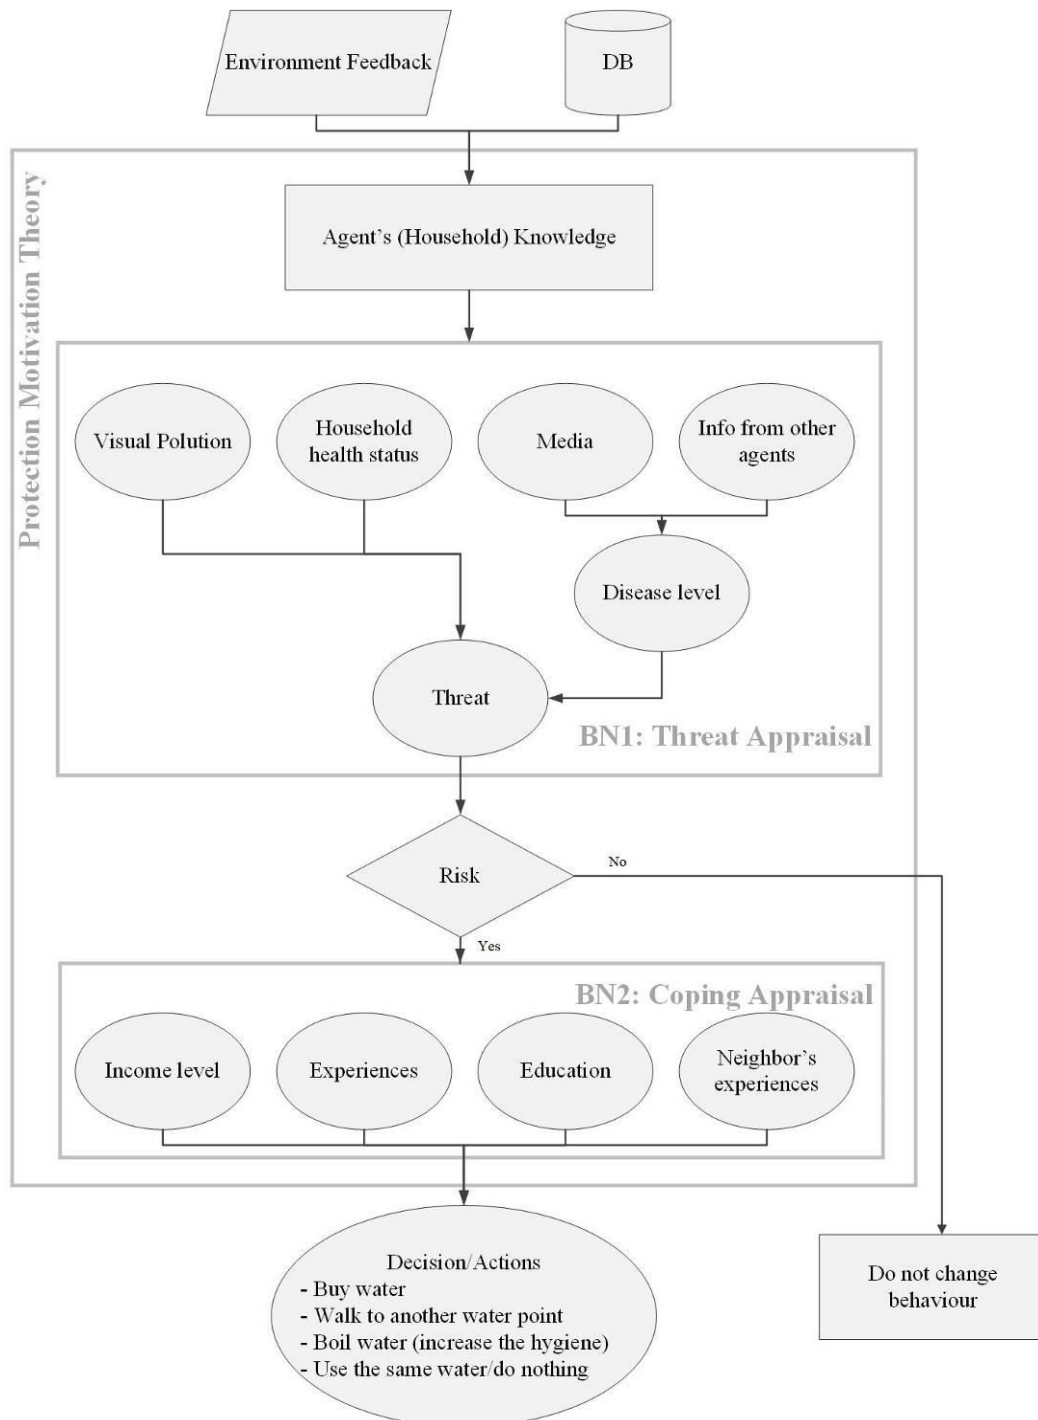 Environment Feedback
DB
Protection Motivation Theory
Agent's (Household) Knowledge
Visual Polution
Household
health status
Media
Info from other
agents
Disease level
Threat
BN1: Threat Appraisal
Risk
No
Yes
BN2: Coping Appraisal
Income level
Experiences
Education
Neighbor's
experiences
Decision/Actions
- Buy water
- Walk to another water point
- Boil water (increase the hygiene)
- Use the same water/do nothing
Do not change
behaviour